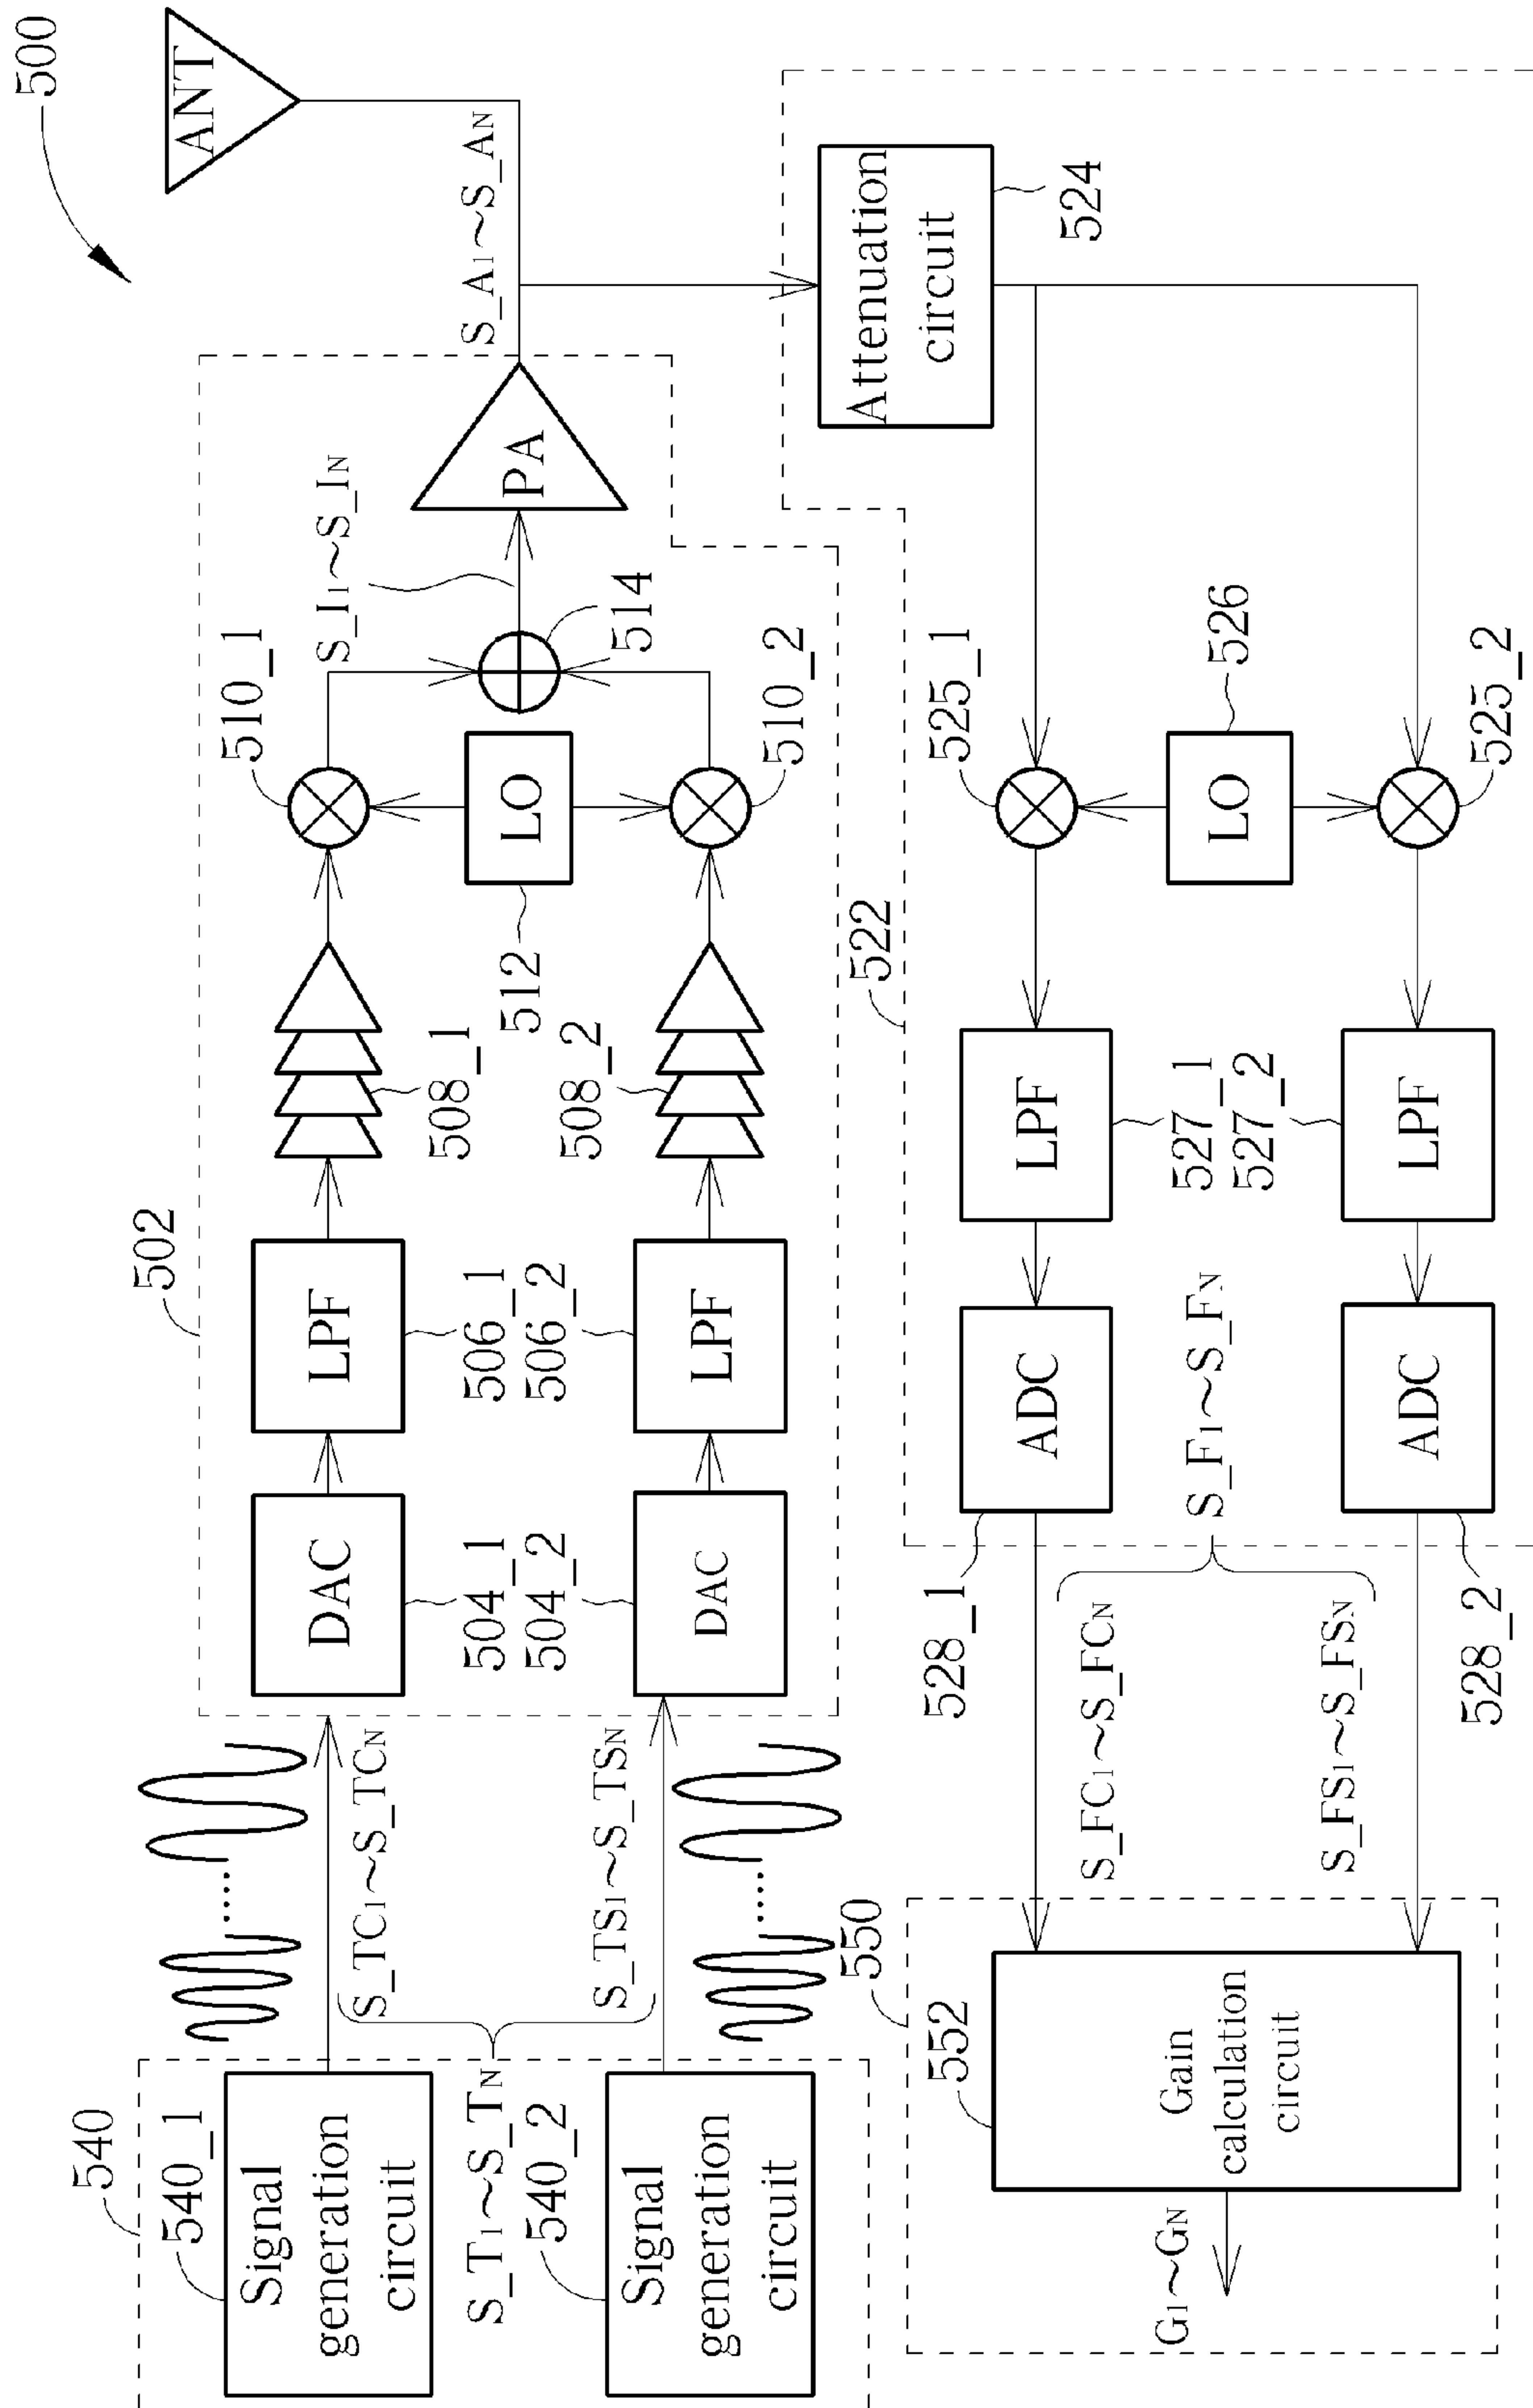 500
ANT
502
540
540_1
Signal
generation
circuit
S_T1~S_TN
540_2
Signal
generation
circuit
S_TC1~S_TCN
S_TS1~S_TSN
DAC
504_1
504_2
DAC
LPF
506_1
506_2
LPF
508_1
508_2
510_1
LO
512
510_2
S_I1~S_IN
514
PA
S_A1~S_AN
Attenuation
circuit
524
522
525_1
LO
526
525_2
LPF
527_1
527_2
LPF
ADC
S_F1~S_FN
ADC
528_1
528_2
S_FC1~S_FCN
S_FS1~S_FSN
550
552
Gain
calculation
circuit
G1~GN